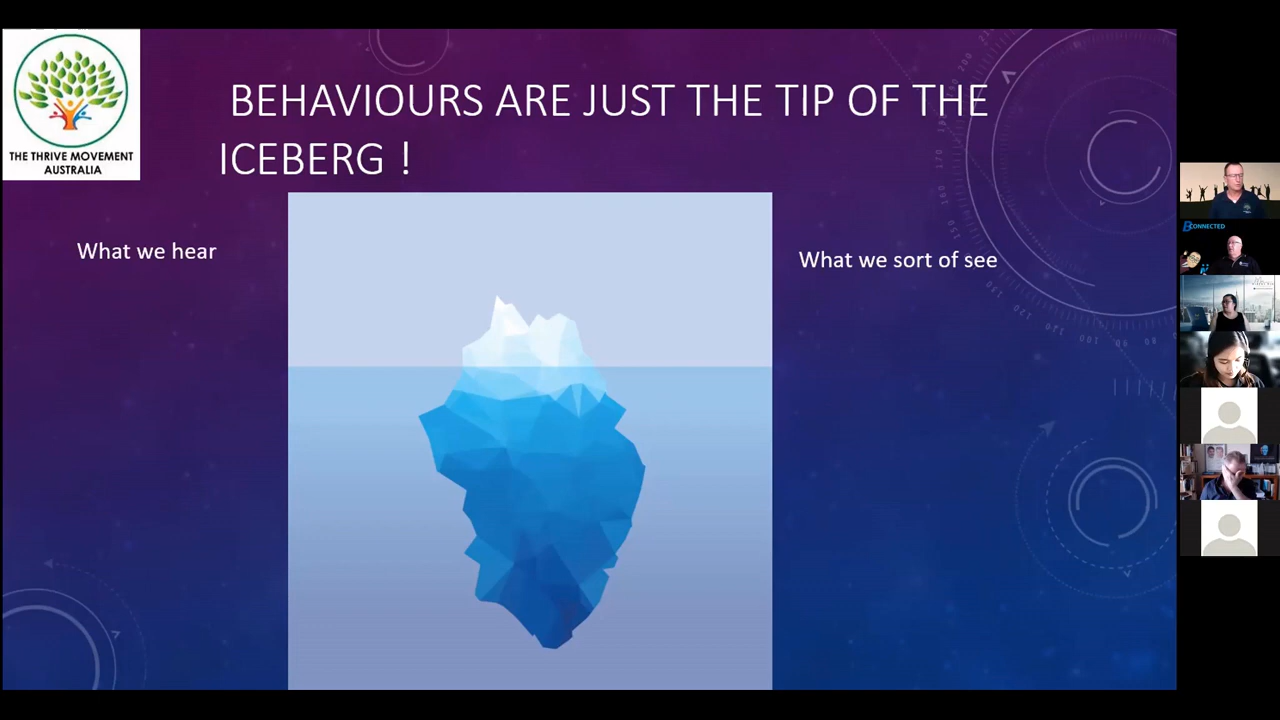 THE THRIVE MOVEMENT
AUSTRALIA
BEHAVIOURS ARE JUST THE TIP OF THE
ICEBERG !
What we hear
What we sort of see
CONNECTED